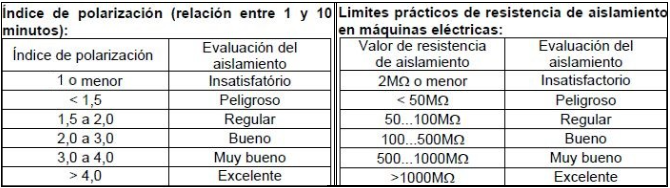 Índice de polarización (relación entre 1 y 10
minutos):
Índice de polarización Evaluación del
aislamiento
1 o menor Insatisfatório
< 1,5 Peligroso
1,5 a 2,0 Regular
2,0 a 3,0 Bueno
3,0 a 4,0 Muy bueno
> 4,0 Excelente
Limites prácticos de resistencia de aislamiento
en máquinas eléctricas:
Valor de resistencia Evaluación del
de aislamiento aislamiento
2MΩ o menor Insatisfactorio
< 50MΩ Peligroso
50...100MΩ Regular
100...500MΩ Bueno
500...1000MΩ Muy bueno
>1000MΩ Excelente